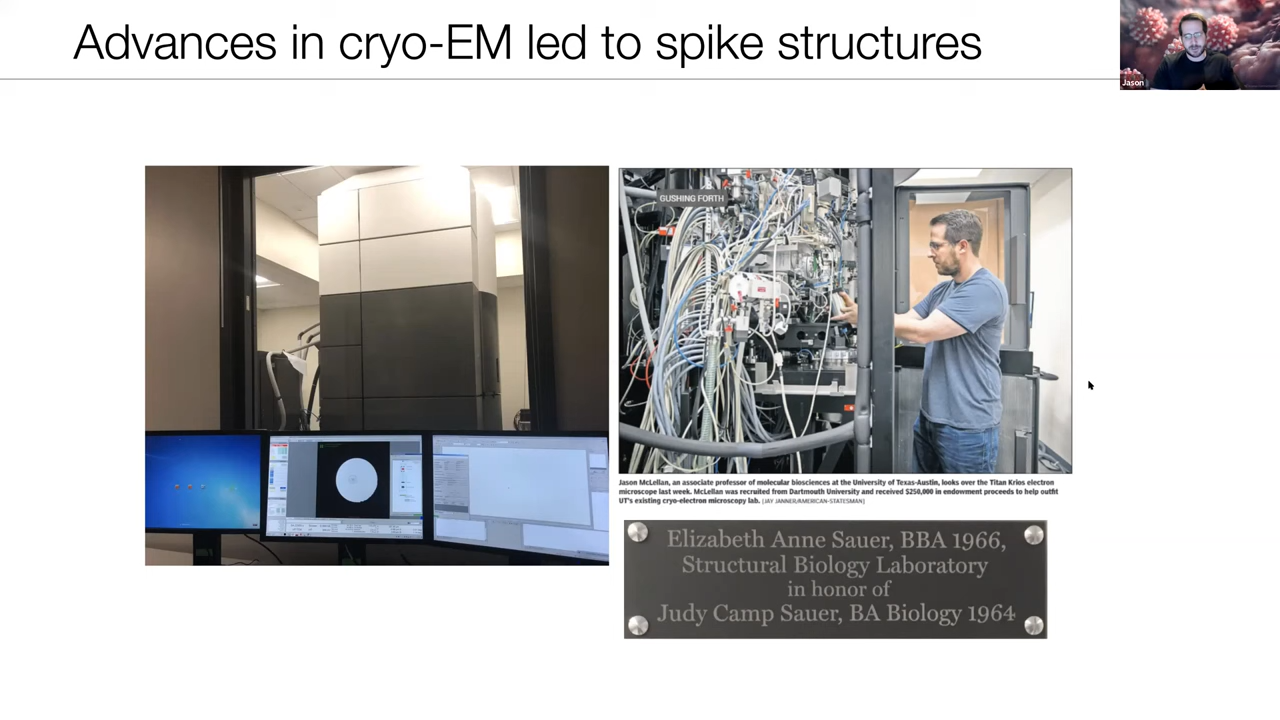 Advances in cryo-EM led to spike structures
Jason
GUSHING FORTH
Jason McLellan, an associate professor of molecular biosciences at the University of Texas-Austin, looks over the Titan Krios electron
microscope last week. McLellan was recruited from Dartmouth University and received $250,000 in endowment proceeds to help outfit
UT's existing cryo-electron microscopy lab. [JAY JANNER/AMERICAN-STATESMAN]
Elizabeth Anne Sauer, BBA 1966,
Structural Biology Laboratory
in honor of
Judy Camp Sauer, BA Biology 1964